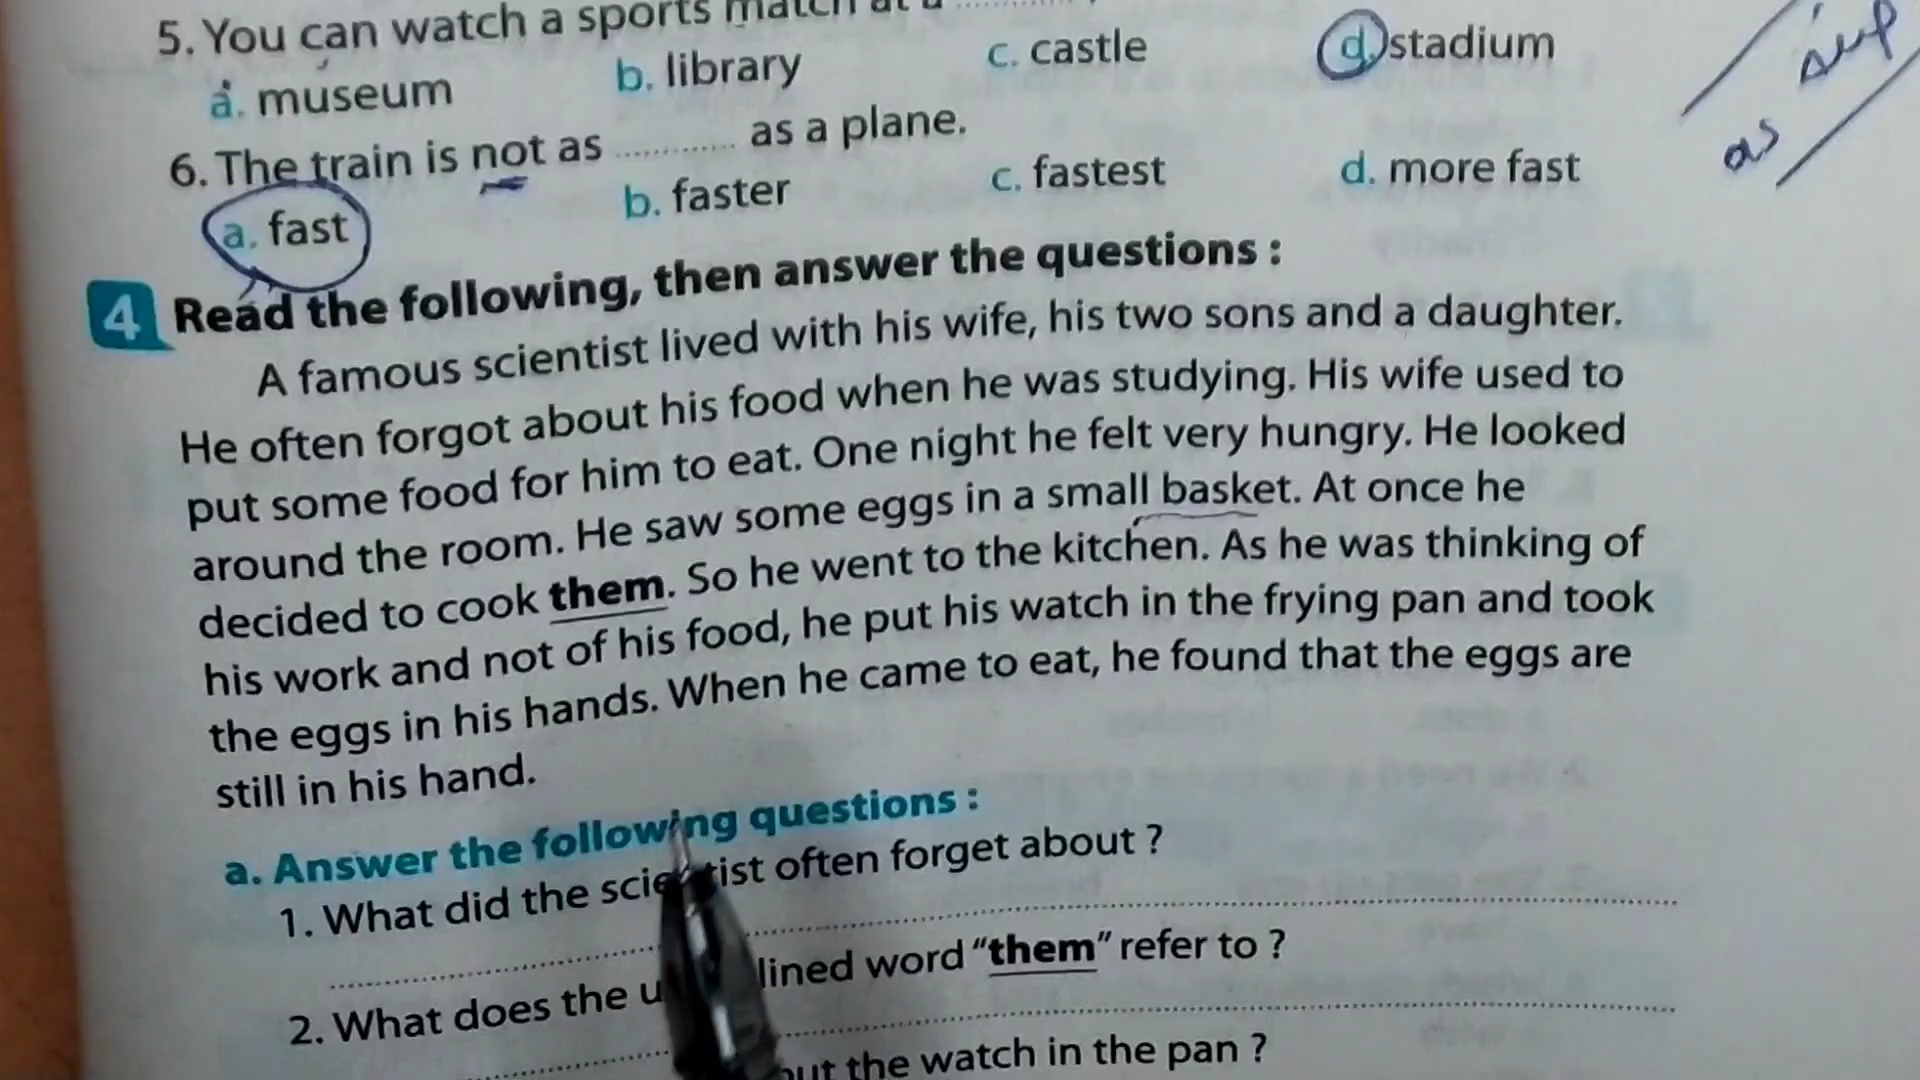 5. You can watch a sports match at a ............
a. museum b. library c. castle d. stadium
6. The train is not as ............ as a plane.
a. fast b. faster c. fastest d. more fast
as
4 Read the following, then answer the questions :
A famous scientist lived with his wife, his two sons and a daughter.
He often forgot about his food when he was studying. His wife used to
put some food for him to eat. One night he felt very hungry. He looked
around the room. He saw some eggs in a small basket. At once he
decided to cook them. So he went to the kitchen. As he was thinking of
his work and not of his food, he put his watch in the frying pan and took
the eggs in his hands. When he came to eat, he found that the eggs are
still in his hand.
a. Answer the following questions :
1. What did the scientist often forget about ?
2. What does the lined word "them" refer to ?
the watch in the pan ?